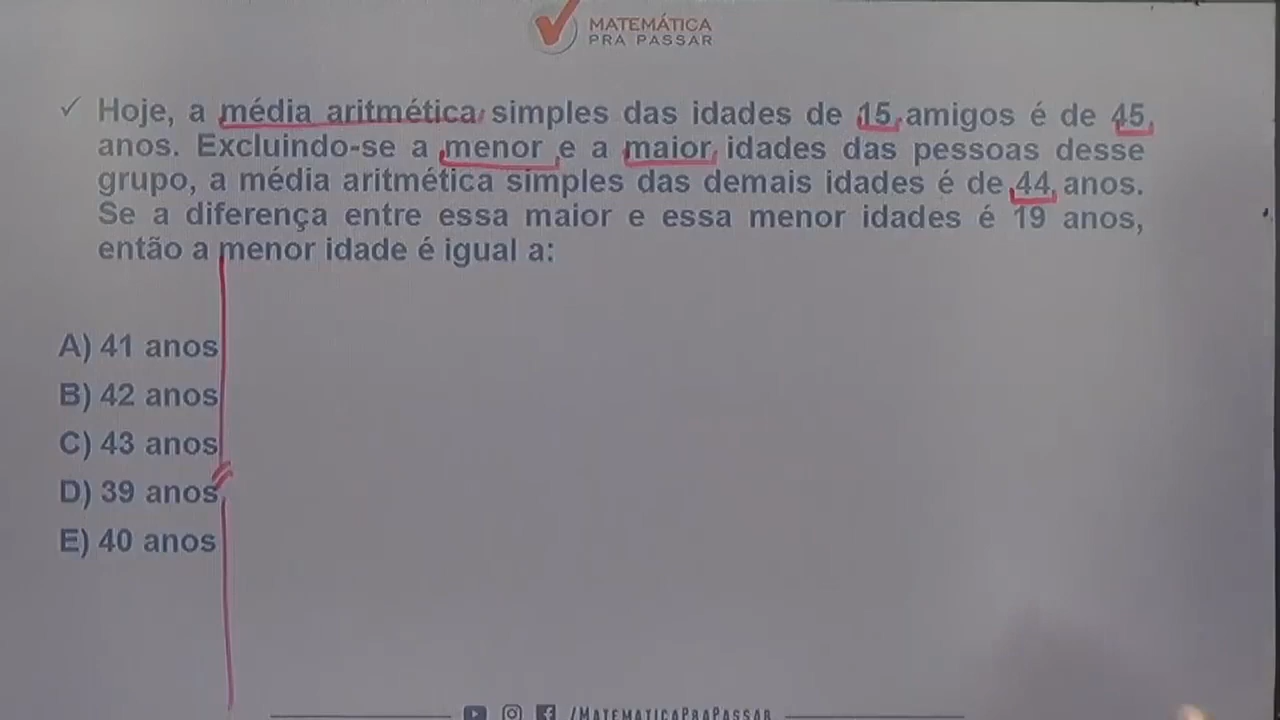 MATEMÁTICA
PRA PASSAR
✓ Hoje, a média aritmética simples das idades de 15 amigos é de 45
anos. Excluindo-se a menor e a maior idades das pessoas desse
grupo, a média aritmética simples das demais idades é de 44 anos.
Se a diferença entre essa maior e essa menor idades é 19 anos,
então a menor idade é igual a:
A) 41 anos
B) 42 anos
C) 43 anos
D) 39 anos
E) 40 anos
/MATEMATICAPRAPASSAR